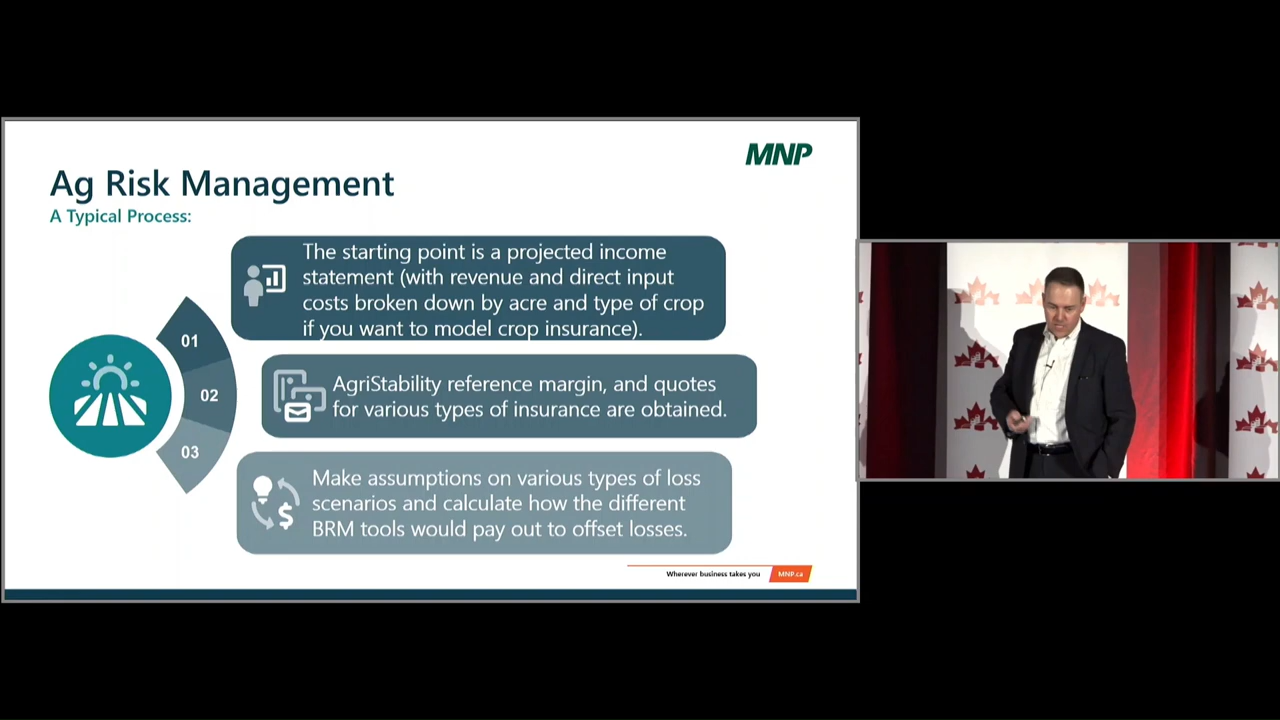 MNP
Ag Risk Management
A Typical Process:
The starting point is a projected income
statement (with revenue and direct input
costs broken down by acre and type of crop
if you want to model crop insurance).
01
AgriStability reference margin, and quotes
for various types of insurance are obtained.
02
Make assumptions on various types of loss
scenarios and calculate how the different
BRM tools would pay out to offset losses.
03
$
Wherever business takes you
MNP.ca